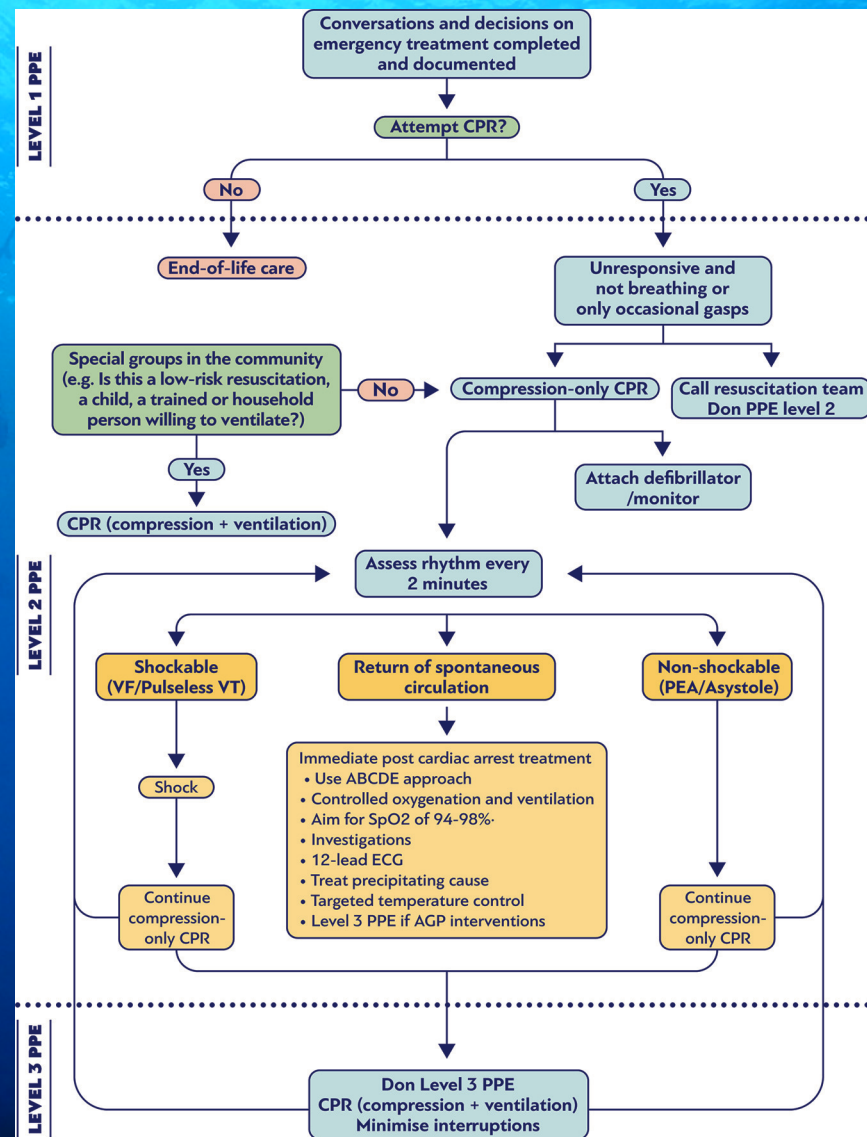 LEVEL 1 PPE
Conversations and decisions on
emergency treatment completed
and documented
Attempt CPR?
No
Yes
LEVEL 2 PPE
End-of-life care
Unresponsive and
not breathing or
only occasional gasps
Special groups in the community
(e.g. Is this a low-risk resuscitation,
a child, a trained or household
person willing to ventilate?)
No
Compression-only CPR
Call resuscitation team
Don PPE level 2
Yes
Attach defibrillator
/monitor
CPR (compression + ventilation)
Assess rhythm every
2 minutes
Shockable
(VF/Pulseless VT)
Return of spontaneous
circulation
Non-shockable
(PEA/Asystole)
Shock
Immediate post cardiac arrest treatment
• Use ABCDE approach
• Controlled oxygenation and ventilation
• Aim for SpO2 of 94-98%·
• Investigations
• 12-lead ECG
• Treat precipitating cause
• Targeted temperature control
• Level 3 PPE if AGP interventions
Continue
compression-
only CPR
Continue
compression-
only CPR
LEVEL 3 PPE
Don Level 3 PPE
CPR (compression + ventilation)
Minimise interruptions